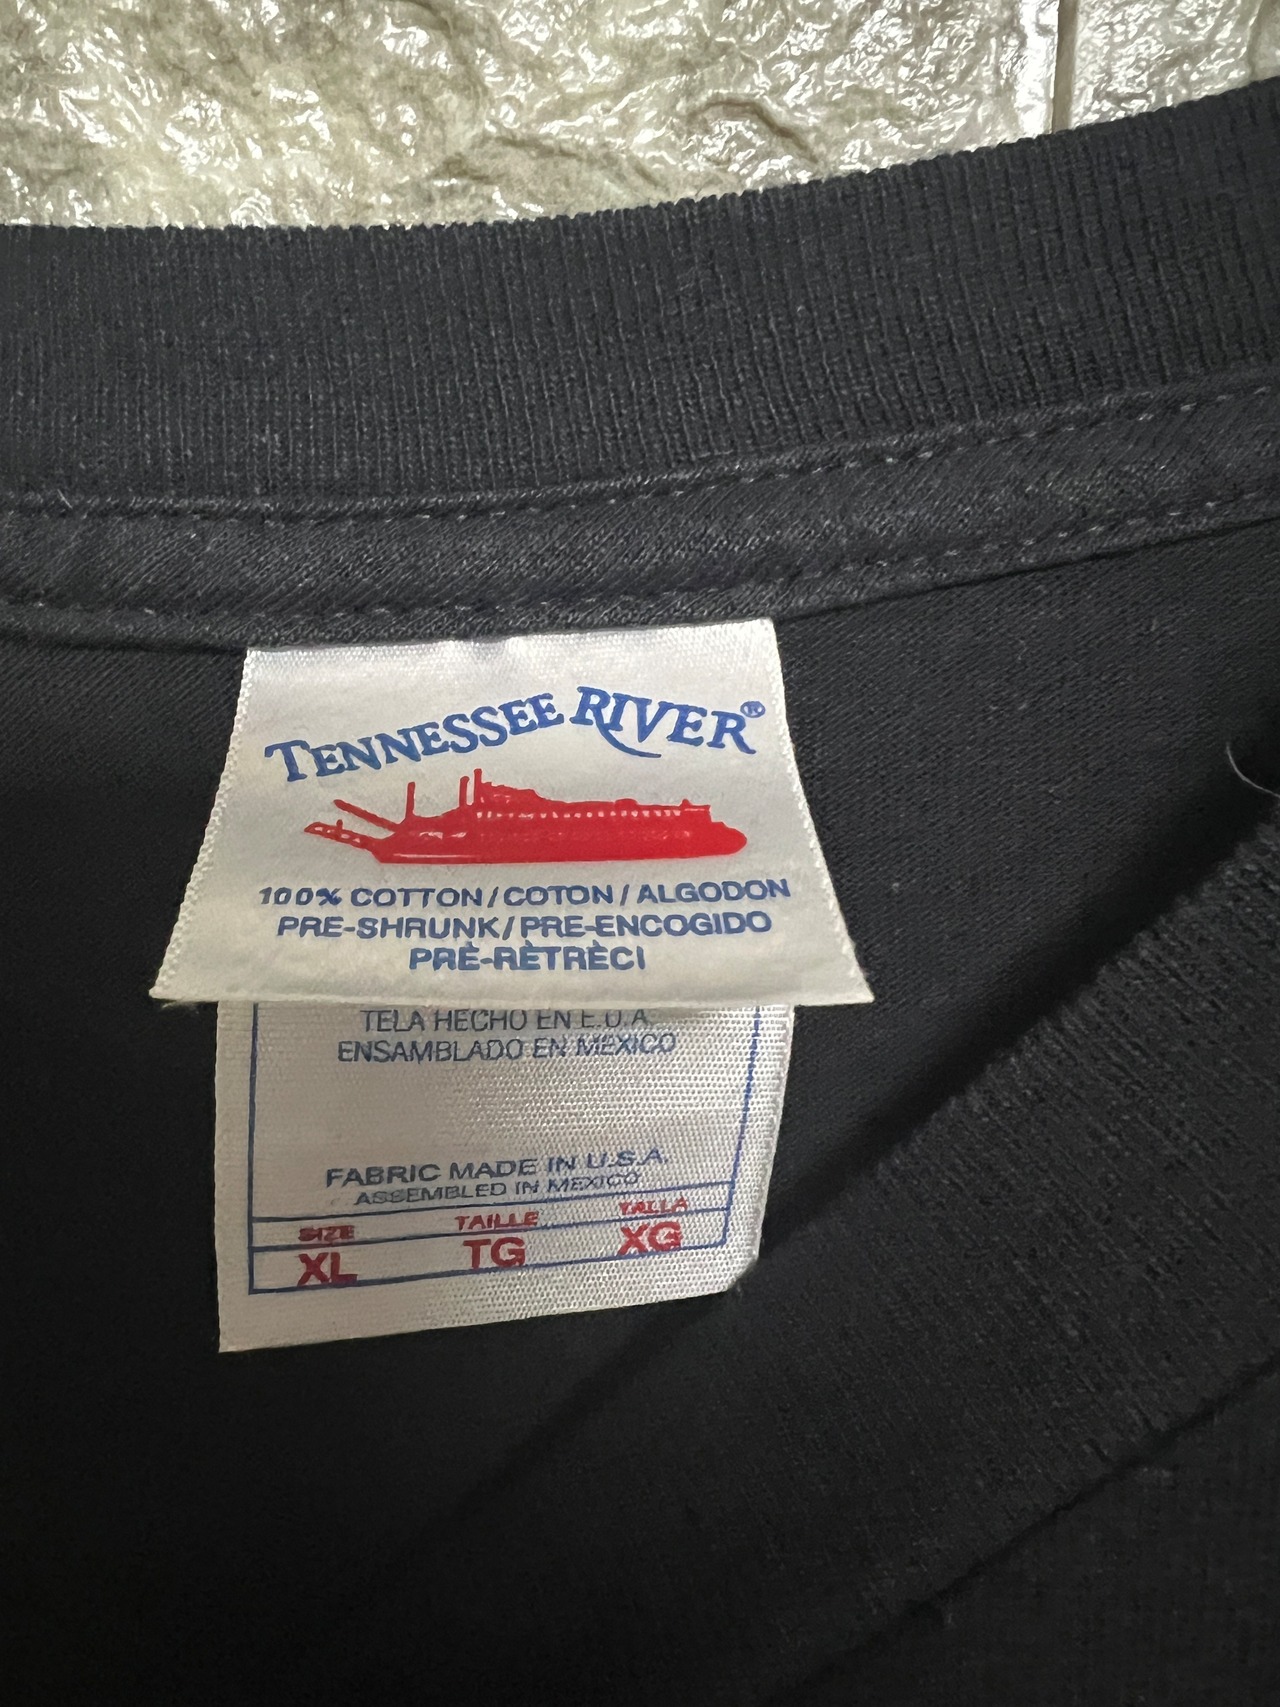 TENNESSEE RIVER®
100% COTTON/COTON/ALGODON
PRE-SHRUNK/PRE-ENCOGIDO
PRÈ-RÈTRÈCI
TELA HECHO EN E.U.A.
ENSAMBLADO EN MEXICO
FABRIC MADE IN U.S.A.
ASSEMBLED IN MEXICO
SIZE TAILLE TALLA
XL TG XG